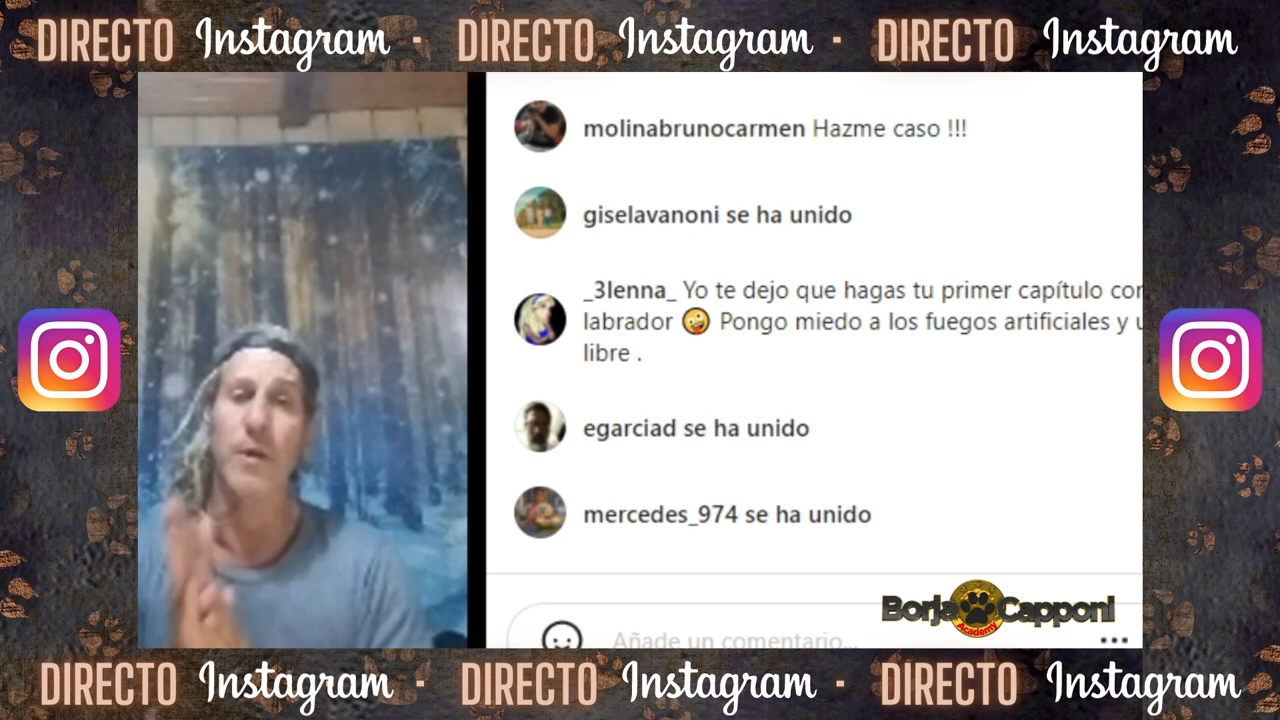 DIRECTO Instagram · DIRECTO Instagram · DIRECTO Instagram
molinabrunocarmen Hazme caso !!!
giselavanoni se ha unido
_3lenna_ Yo te dejo que hagas tu primer capítulo con
labrador 🤪 Pongo miedo a los fuegos artificiales y
libre .
egarciad se ha unido
mercedes_974 se ha unido
Borja Capponi
Academy
Añade un comentario...
DIRECTO Instagram · DIRECTO Instagram · DIRECTO Instagram